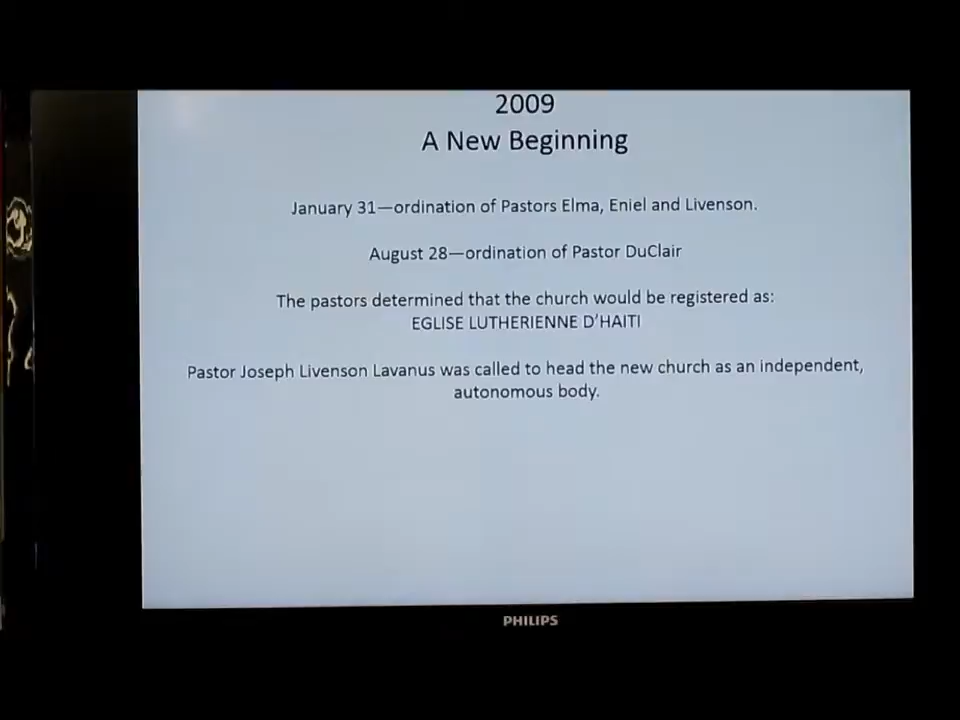 2009
A New Beginning
January 31—ordination of Pastors Elma, Eniel and Livenson.
August 28—ordination of Pastor DuClair
The pastors determined that the church would be registered as:
EGLISE LUTHERIENNE D'HAITI
Pastor Joseph Livenson Lavanus was called to head the new church as an independent,
autonomous body.
PHILIPS